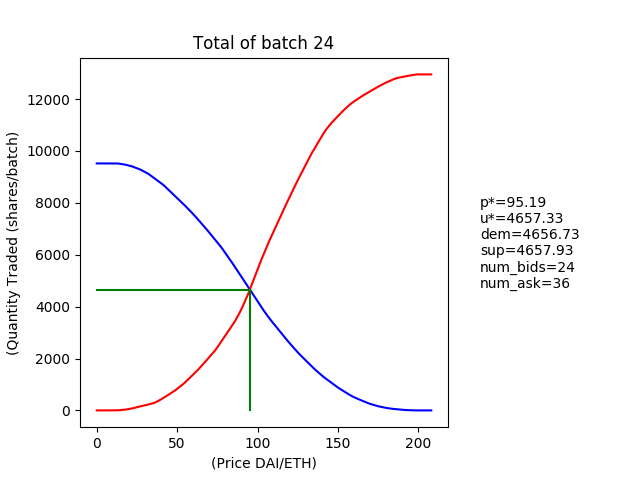 Total of batch 24
(Quantity Traded (shares/batch)
12000
10000
8000
6000
4000
2000
0
0 50 100 150 200
(Price DAI/ETH)
p*=95.19
u*=4657.33
dem=4656.73
sup=4657.93
num_bids=24
num_ask=36